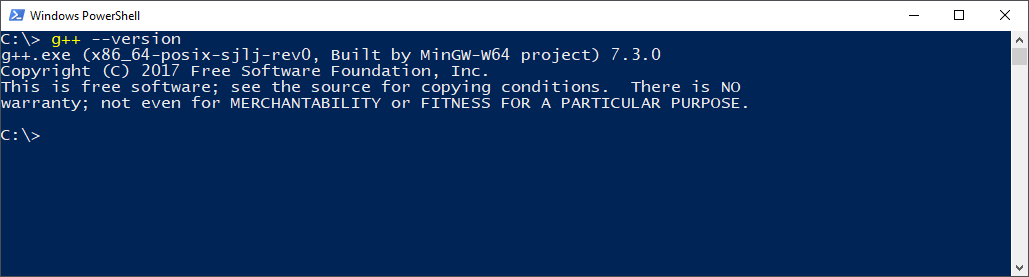 Windows PowerShell
C:\> g++ --version
g++.exe (x86_64-posix-sjlj-rev0, Built by MinGW-W64 project) 7.3.0
Copyright (C) 2017 Free Software Foundation, Inc.
This is free software; see the source for copying conditions.  There is NO
warranty; not even for MERCHANTABILITY or FITNESS FOR A PARTICULAR PURPOSE.
C:\>